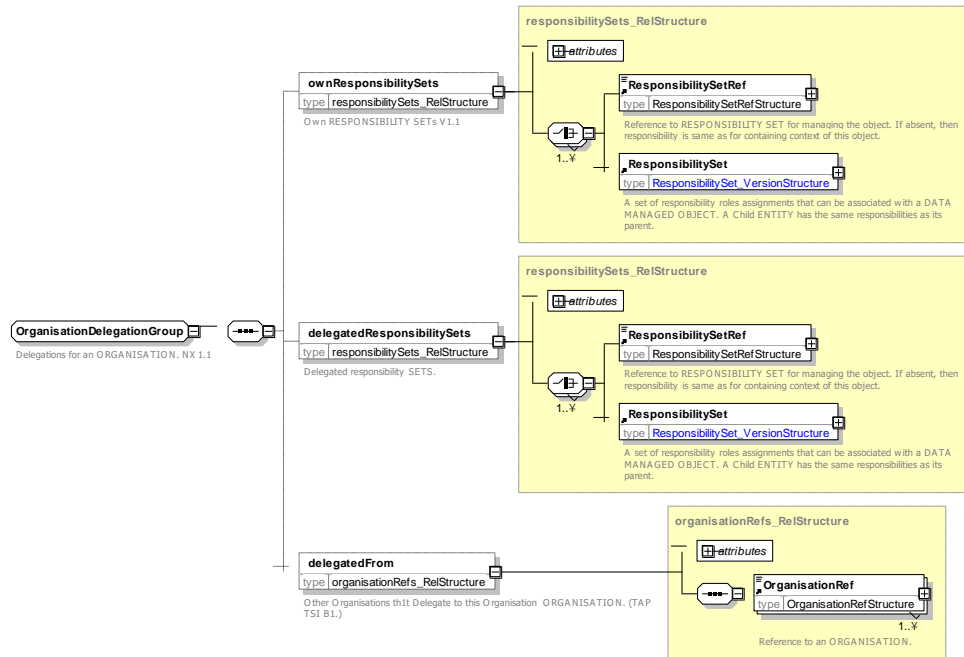 responsibilitySets_RelStructure
attributes
ownResponsibilitySets
type responsibilitySets_RelStructure
Own RESPONSIBILITY SETs V1.1
ResponsibilitySetRef
type ResponsibilitySetRefStructure
Reference to RESPONSIBILITY SET for managing the object. If absent, then
responsibility is same as for containing context of this object.
1..¥
ResponsibilitySet
type ResponsibilitySet_VersionStructure
A set of responsibility roles assignments that can be associated with a DATA
MANAGED OBJECT. A Child ENTITY has the same responsibilities as its
parent.
OrganisationDelegationGroup
Delegations for an ORGANISATION. NX 1.1
responsibilitySets_RelStructure
attributes
delegatedResponsibilitySets
type responsibilitySets_RelStructure
Delegated responsibility SETS.
ResponsibilitySetRef
type ResponsibilitySetRefStructure
Reference to RESPONSIBILITY SET for managing the object. If absent, then
responsibility is same as for containing context of this object.
1..¥
ResponsibilitySet
type ResponsibilitySet_VersionStructure
A set of responsibility roles assignments that can be associated with a DATA
MANAGED OBJECT. A Child ENTITY has the same responsibilities as its
parent.
organisationRefs_RelStructure
attributes
delegatedFrom
type organisationRefs_RelStructure
Other Organisations th1t Delegate to this Organisation ORGANISATION. (TAP
TSI B1.)
OrganisationRef
type OrganisationRefStructure
1..¥
Reference to an ORGANISATION.